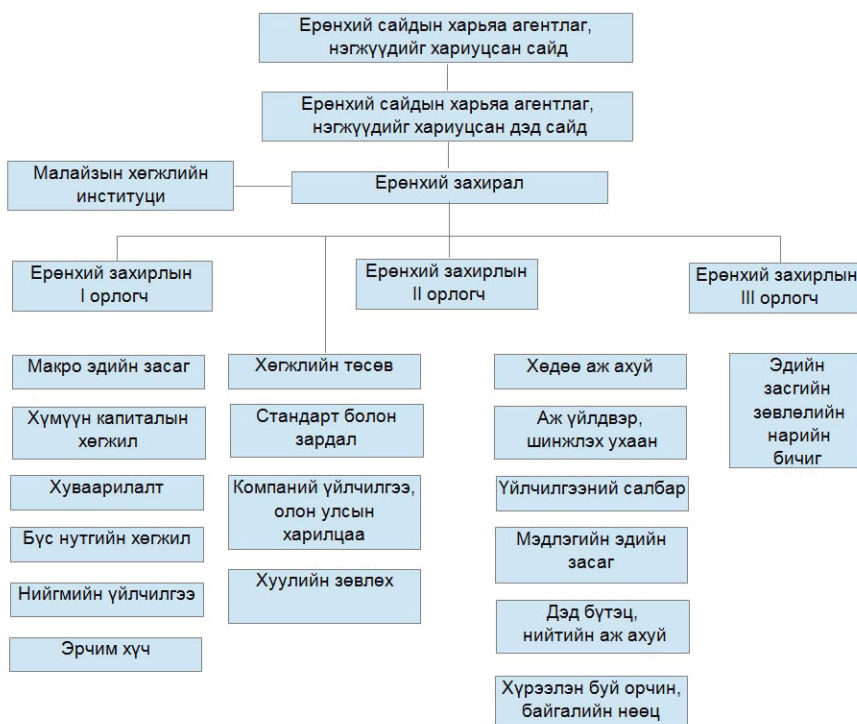 Ерөнхий сайдын харьяа агентлаг,
нэгжүүдийг хариуцсан сайд
Ерөнхий сайдын харьяа агентлаг,
нэгжүүдийг хариуцсан дэд сайд
Малайзын хөгжлийн
институци
Ерөнхий захирал
Ерөнхий захирлын
I орлогч
Ерөнхий захирлын
II орлогч
Ерөнхий захирлын
III орлогч
Макро эдийн засаг
Хүмүүн капиталын
хөгжил
Хуваарилалт
Бүс нутгийн хөгжил
Нийгмийн үйлчилгээ
Эрчим хүч
Хөгжлийн төсөв
Стандарт болон
зардал
Компаний үйлчилгээ,
олон улсын
харилцаа
Хуулийн зөвлөх
Хөдөө аж ахуй
Аж үйлдвэр,
шинжлэх ухаан
Үйлчилгээний салбар
Мэдлэгийн эдийн
засаг
Дэд бүтэц,
нийтийн аж ахуй
Хүрээлэн буй орчин,
байгалийн нөөц
Эдийн
засгийн
зөвлөлийн
нарийн
бичиг